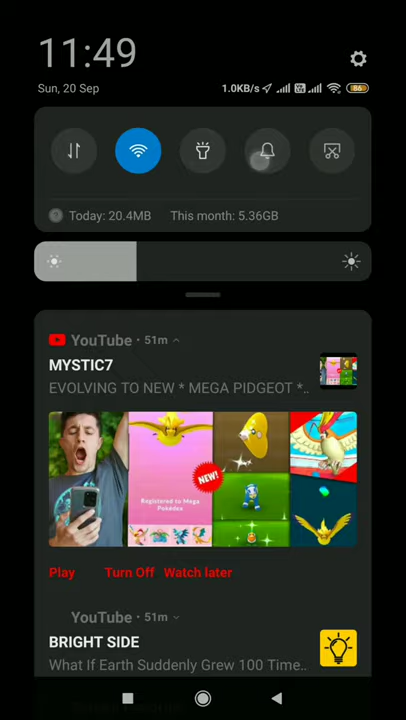 11:49
Sun, 20 Sep
1.0KB/s
86
Today: 20.4MB This month: 5.36GB
YouTube • 51m
MYSTIC7
EVOLVING TO NEW * MEGA PIDGEOT *..
NEW!
Registered to Mega
Pokédex
Play Turn Off Watch later
YouTube • 51m
BRIGHT SIDE
What If Earth Suddenly Grew 100 Time..